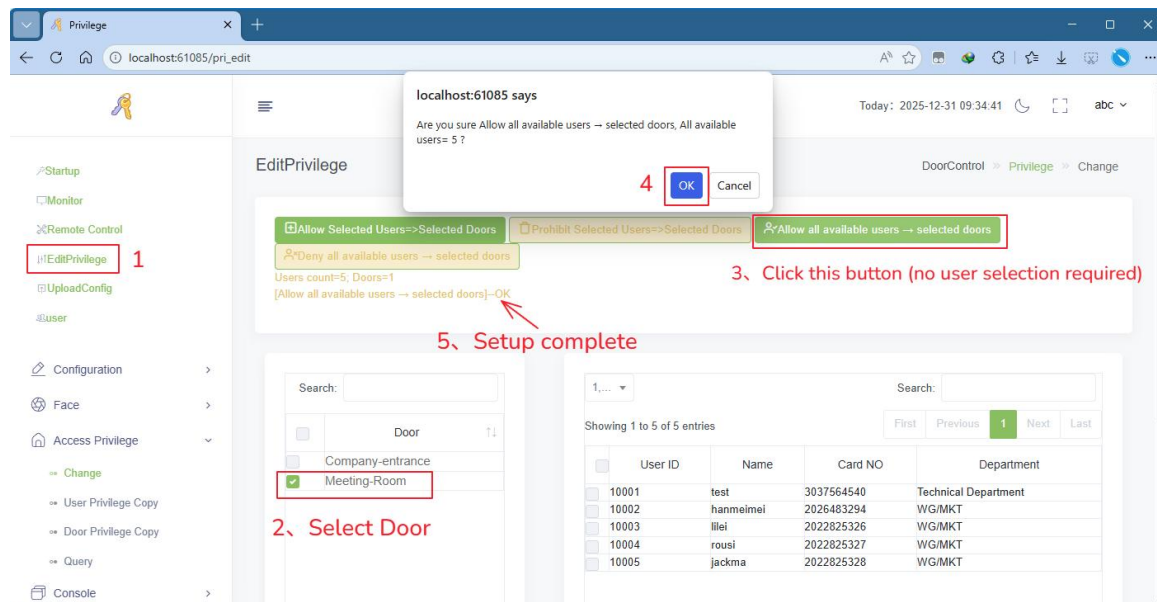 Privilege
localhost:61085/pri_edit
localhost:61085 says
Are you sure Allow all available users → selected doors, All available
users= 5 ?
4
OK
Cancel
Today: 2025-12-31 09:34:41
abc
Startup
Monitor
Remote Control
EditPrivilege
1
UploadConfig
user
Configuration
Face
Access Privilege
Change
User Privilege Copy
Door Privilege Copy
Query
Console
EditPrivilege
DoorControl » Privilege » Change
Allow Selected Users=>Selected Doors
Prohibit Selected Users=>Selected Doors
Allow all available users → selected doors
Deny all available users → selected doors
Users count=5; Doors=1
[Allow all available users → selected doors]--OK
3、Click this button (no user selection required)
5、Setup complete
Search:
Door
Company-entrance
Meeting-Room
2、Select Door
1,...
Search:
Showing 1 to 5 of 5 entries
First Previous 1 Next Last
User ID Name Card NO Department
10001 test 3037564540 Technical Department
10002 hanmeimei 2026483294 WG/MKT
10003 lilei 2022825326 WG/MKT
10004 rousi 2022825327 WG/MKT
10005 jackma 2022825328 WG/MKT